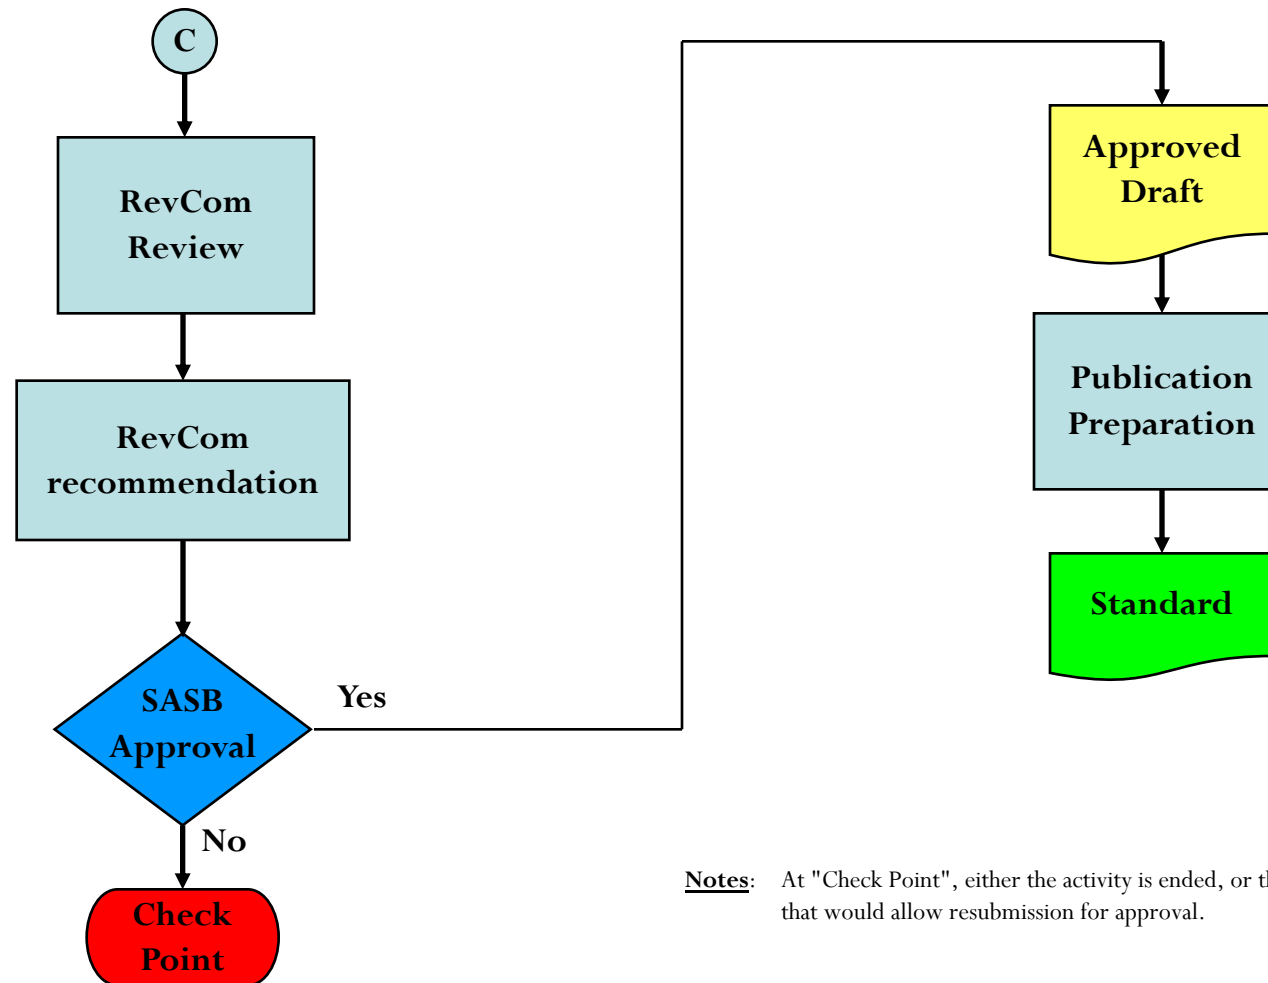 C
RevCom
Review
RevCom
recommendation
SASB
Approval
Yes
No
Check
Point
Approved
Draft
Publication
Preparation
Standard
Notes: At "Check Point", either the activity is ended, or
that would allow resubmission for approval.